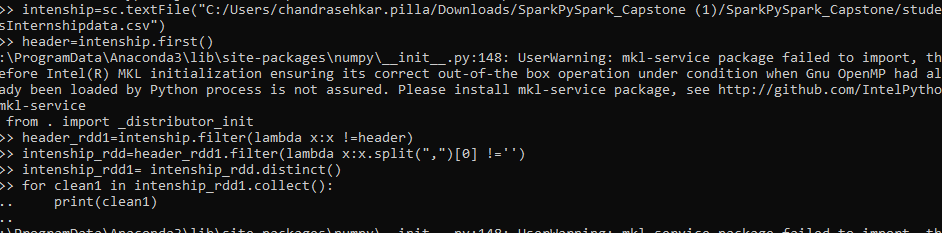 >> intenship=sc.textFile("C:/Users/chandrasehkar.pilla/Downloads/SparkPySpark_Capstone (1)/SparkPySpark_Capstone/stude
sInternshipdata.csv")
>> header=intenship.first()
:\ProgramData\Anaconda3\lib\site-packages\numpy\__init__.py:148: UserWarning: mkl-service package failed to import, th
efore Intel(R) MKL initialization ensuring its correct out-of-the box operation under condition when Gnu OpenMP had al
ady been loaded by Python process is not assured. Please install mkl-service package, see http://github.com/IntelPytho
mkl-service
from . import _distributor_init
>> header_rdd1=intenship.filter(lambda x:x !=header)
>> intenship_rdd=header_rdd1.filter(lambda x:x.split(",")[0] !='')
>> intenship_rdd1= intenship_rdd.distinct()
>> for clean1 in intenship_rdd1.collect():
..     print(clean1)
..
:\ProgramData\Anaconda3\lib\site-packages\numpy\__init__.py:148: UserWarning: mkl-service package failed to import, th